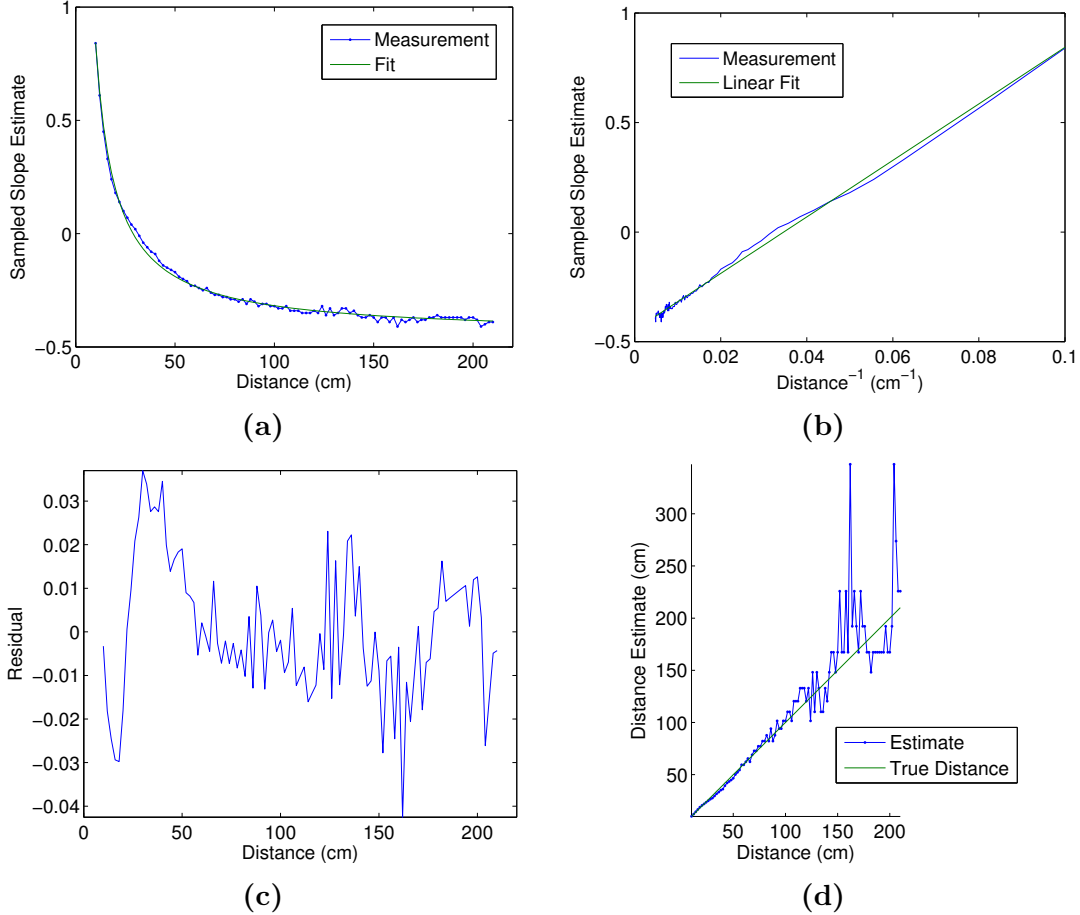 Sampled Slope Estimate
1
0.5
0
−0.5
0 50 100 150 200
Distance (cm)
Measurement
Fit
(a)
Sampled Slope Estimate
1
0.5
0
−0.5
0.02 0.04 0.06 0.08 0.1
Distance⁻¹ (cm⁻¹)
Measurement
Linear Fit
(b)
Residual
0.03
0.02
0.01
0
−0.01
−0.02
−0.03
−0.04
0 50 100 150 200
Distance (cm)
(c)
Distance Estimate (cm)
300
250
200
150
100
50
50 100 150 200
Distance (cm)
Estimate
True Distance
(d)